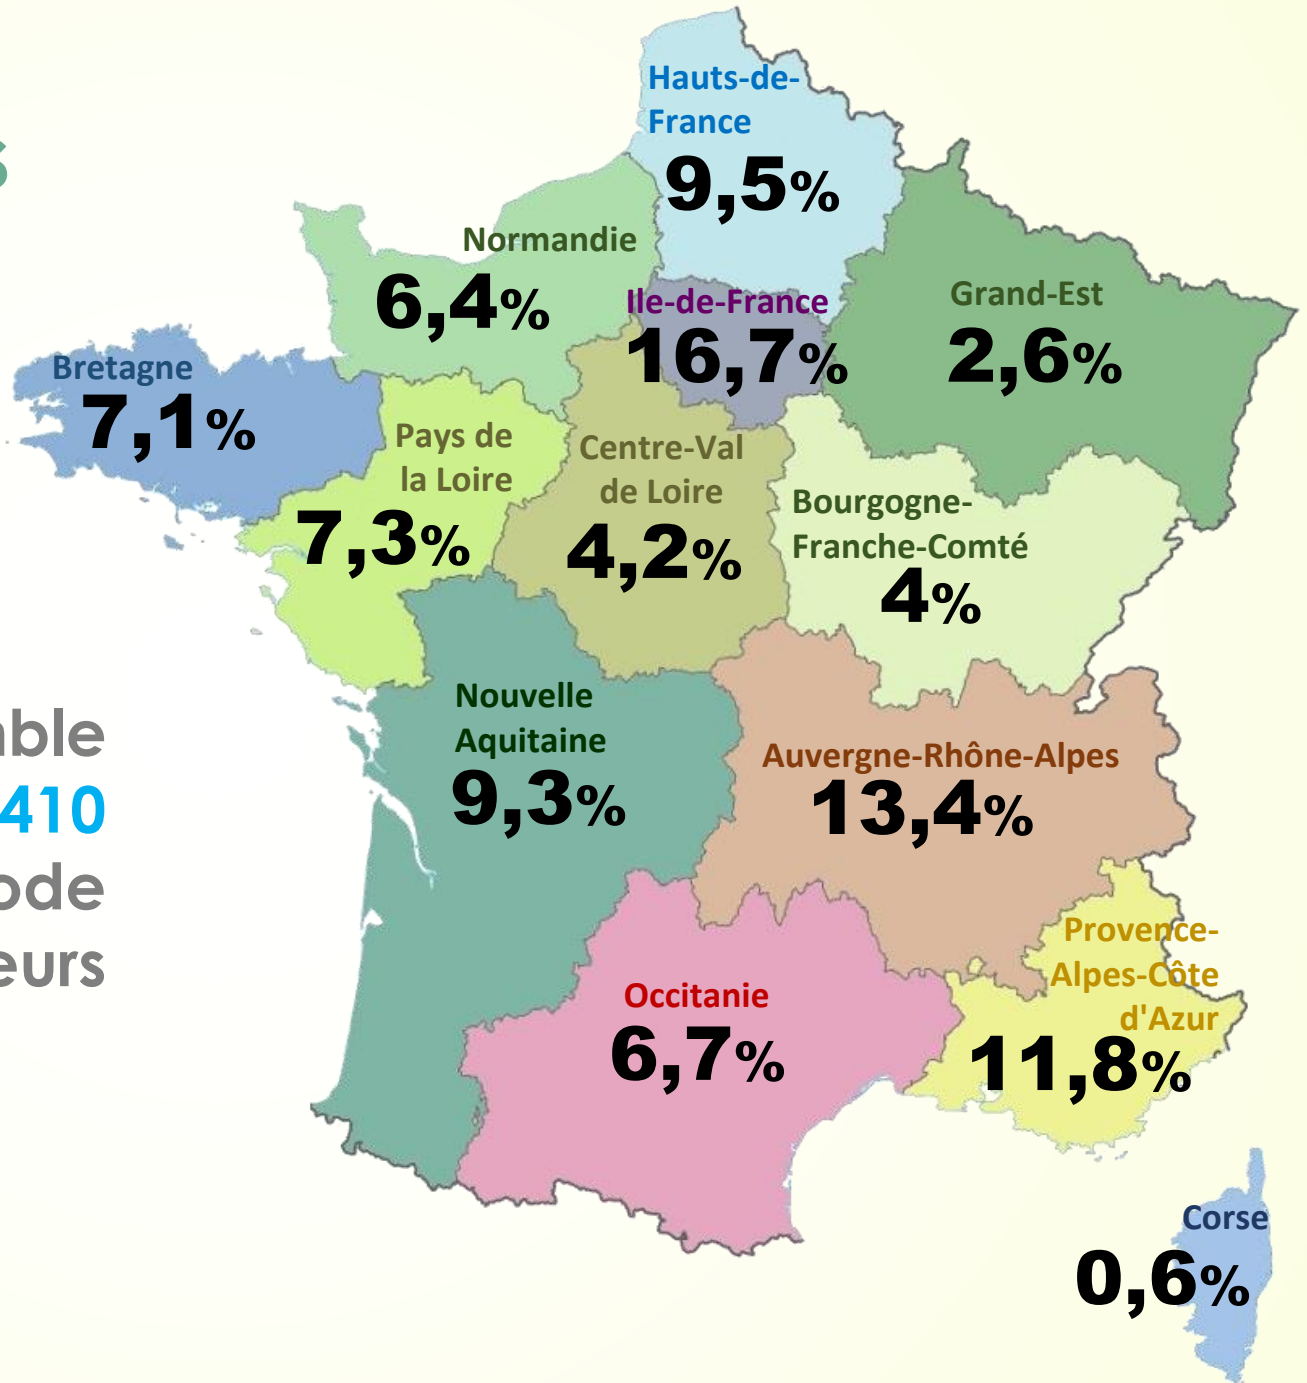 Hauts-de-
France
9,5%
Normandie
6,4%
Ile-de-France
16,7%
Grand-Est
2,6%
Bretagne
7,1%
Pays de
la Loire
7,3%
Centre-Val
de Loire
4,2%
Bourgogne-
Franche-Comté
4%
Nouvelle
Aquitaine
9,3%
Auvergne-Rhône-Alpes
13,4%
Provence-
Alpes-Côte
d'Azur
11,8%
Occitanie
6,7%
Corse
0,6%
410